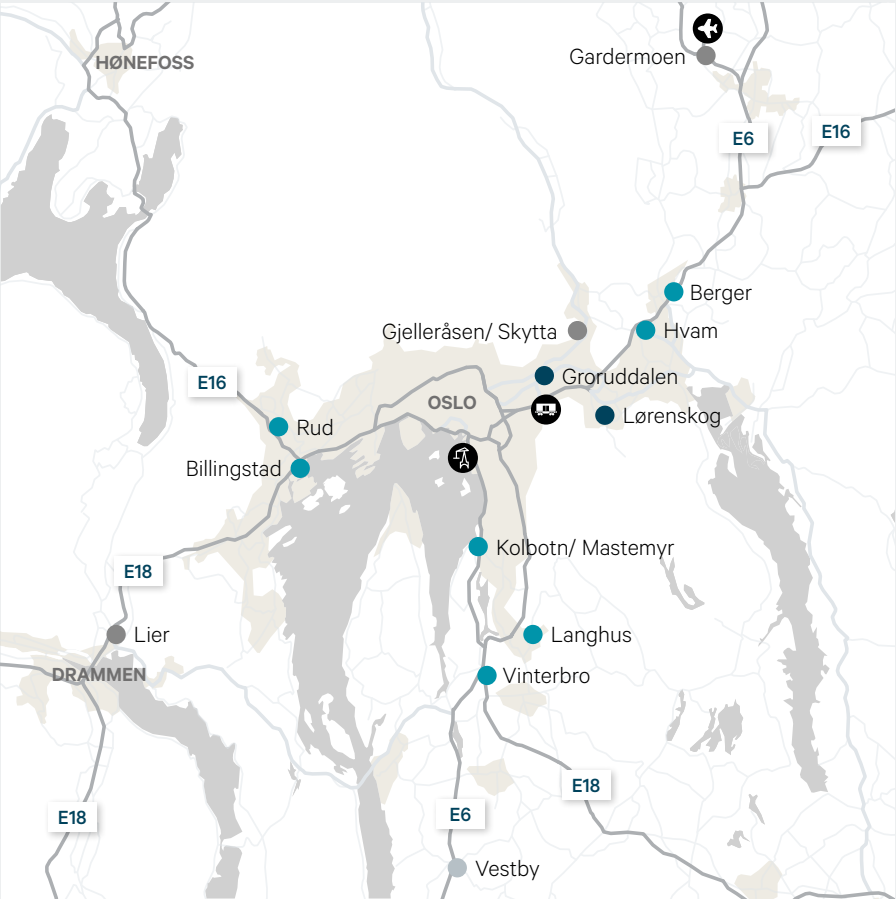 Gardermoen
HØNEFOSS
E16
E6
Berger
Gjelleråsen/ Skytta
Hvam
Groruddalen
E16
OSLO
Lørenskog
Rud
Billingstad
Kolbotn/ Mastemyr
E18
Lier
Langhus
DRAMMEN
Vinterbro
E18
E6
E18
Vestby